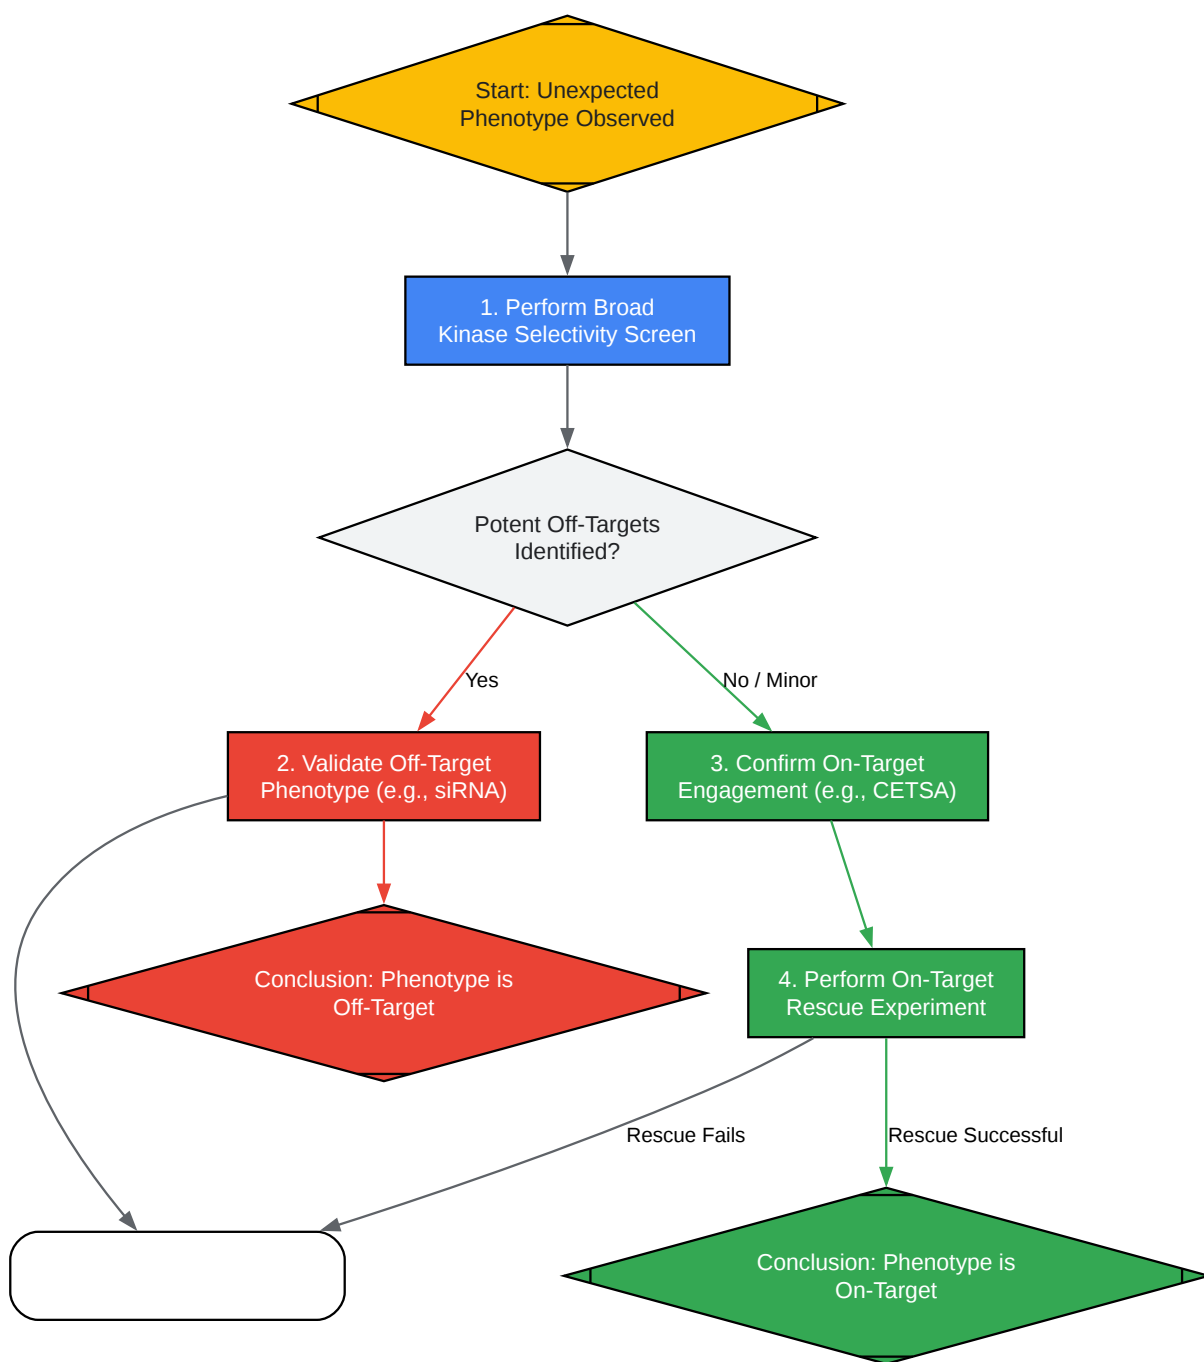 Start: Unexpected
Phenotype Observed
1. Perform Broad
Kinase Selectivity Screen
Potent Off-Targets
Identified?
Yes
No / Minor
2. Validate Off-Target
Phenotype (e.g., siRNA)
3. Confirm On-Target
Engagement (e.g., CETSA)
Conclusion: Phenotype is
Off-Target
4. Perform On-Target
Rescue Experiment
Rescue Fails
Rescue Successful
Conclusion: Phenotype is
On-Target